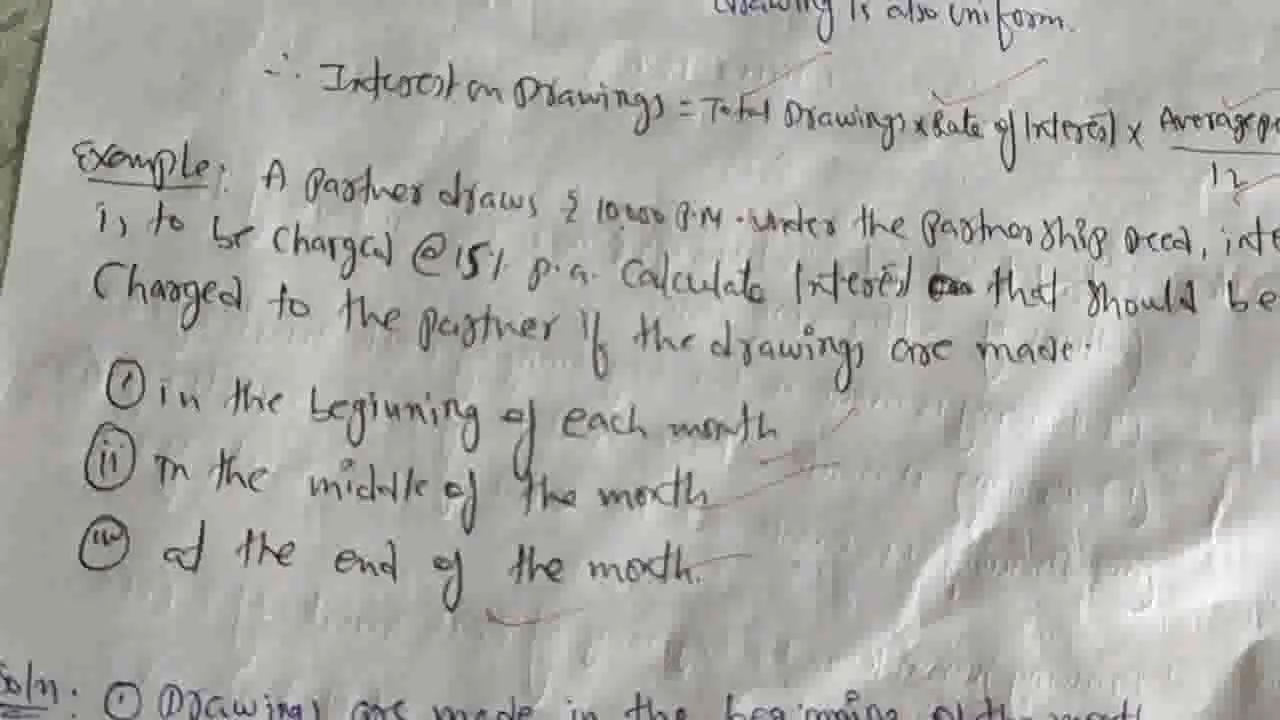 Drawing is also uniform.
∴ Interest on Drawings = Total Drawings x Rate of Interest x Average
12
Example: A partner draws ₹ 10,000 P.M. Under the partnership Deed,
is to be charged @ 15% p.a. Calculate Interest that should be
Charged to the partner if the drawings are made:
(i) in the beginning of each month
(ii) In the middle of the month
(iii) at the end of the month.
Soln: (i) Drawings are made in the beginning of the month